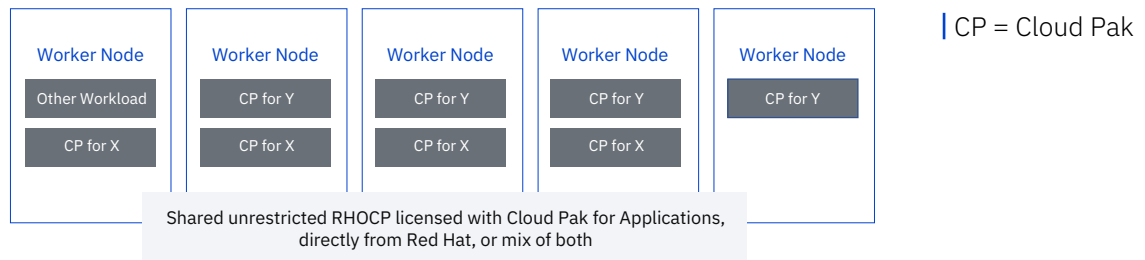 CP = Cloud Pak
Worker Node
Other Workload
CP for X
Worker Node
CP for Y
CP for X
Worker Node
CP for Y
CP for X
Worker Node
CP for Y
CP for X
Worker Node
CP for Y
Shared unrestricted RHOCP licensed with Cloud Pak for Applications,
directly from Red Hat, or mix of both